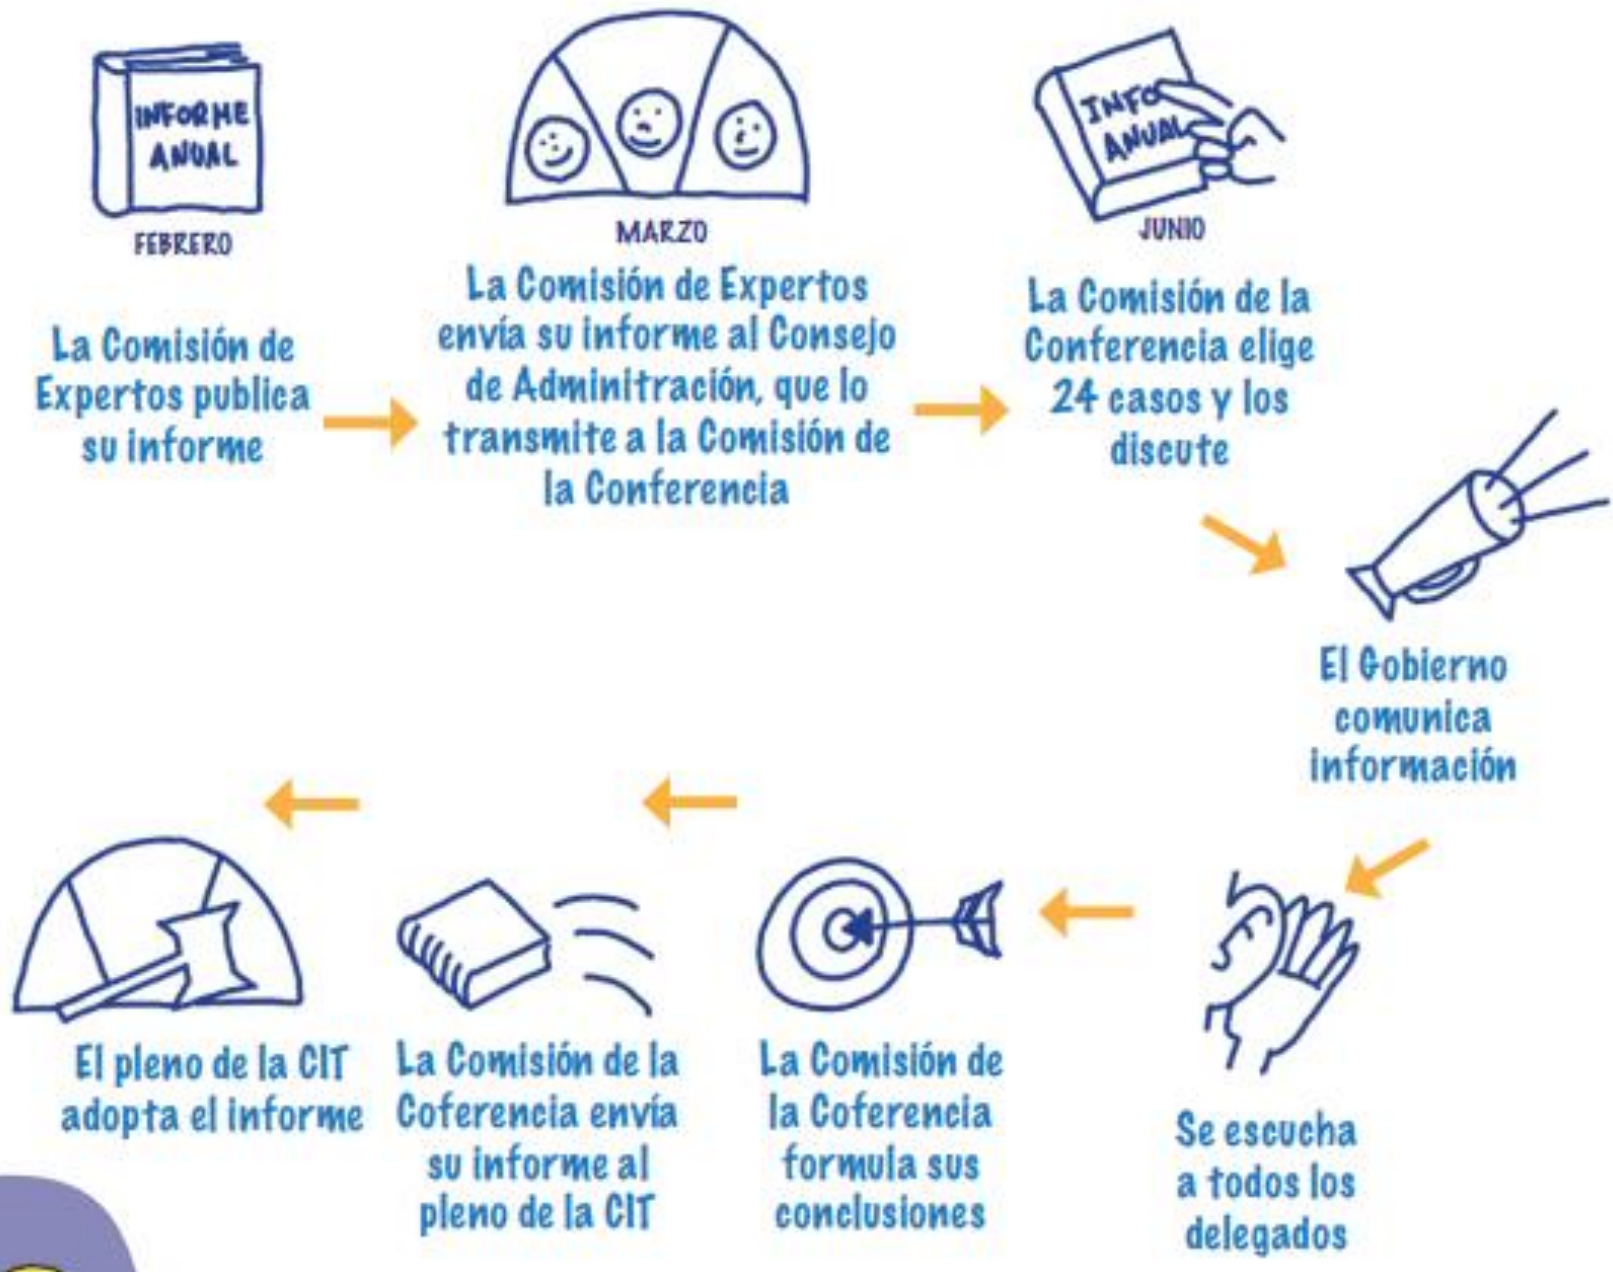 INFORME
ANUAL
FEBRERO
La Comisión de
Expertos publica
su informe
MARZO
La Comisión de Expertos
envía su informe al Consejo
de Adminitración, que lo
transmite a la Comisión de
la Conferencia
INFO
ANUAL
JUNIO
La Comisión de la
Conferencia elige
24 casos y los
discute
El Gobierno
comunica
información
Se escucha
a todos los
delegados
La Comisión de
la Coferencia
formula sus
conclusiones
La Comisión de la
Coferencia envía
su informe al
pleno de la CIT
El pleno de la CIT
adopta el informe